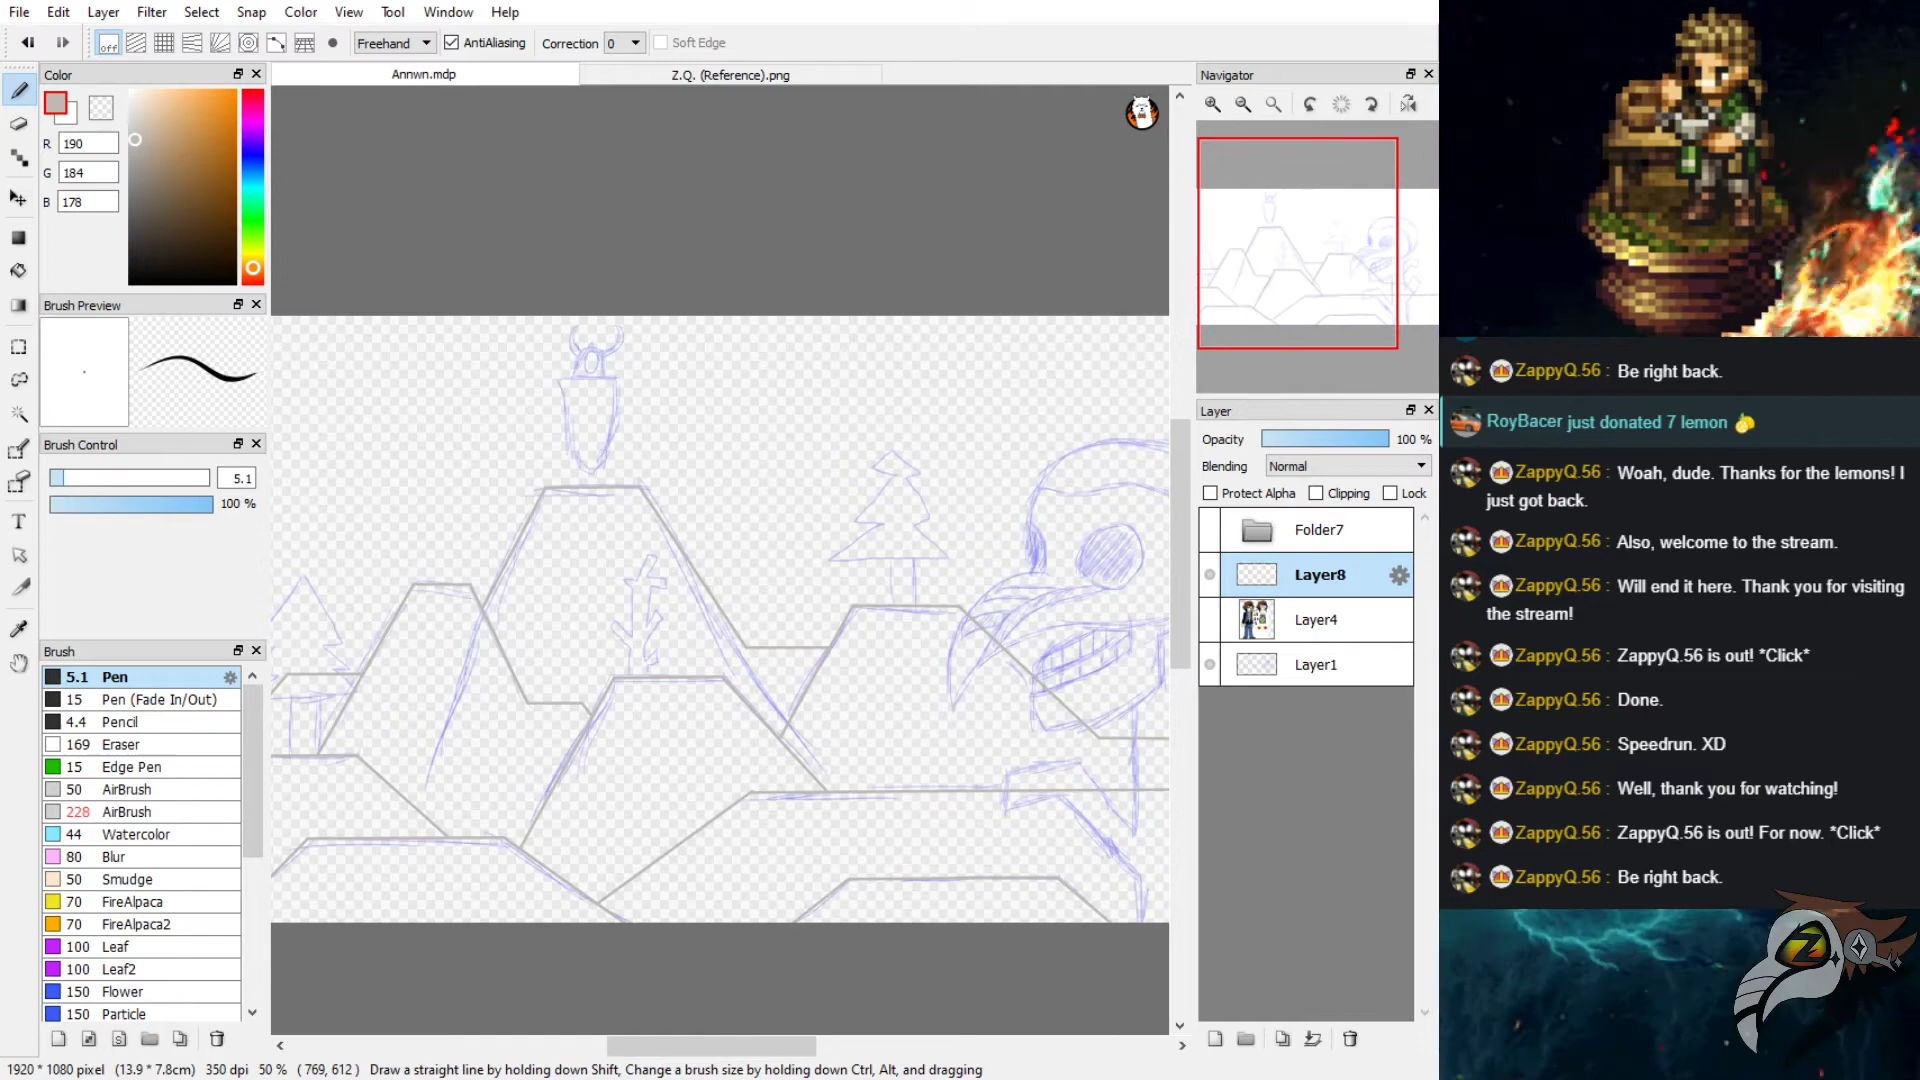 File Edit Layer Filter Select Snap Color View Tool Window Help
off Freehand AntiAliasing Correction 0 Soft Edge
Color
R 190
G 184
B 178
Brush Preview
Brush Control
5.1
100 %
Brush
5.1 Pen
15 Pen (Fade In/Out)
4.4 Pencil
169 Eraser
15 Edge Pen
50 AirBrush
228 AirBrush
44 Watercolor
80 Blur
50 Smudge
70 FireAlpaca
70 FireAlpaca2
100 Leaf
100 Leaf2
150 Flower
150 Particle
Annwn.mdp Z.Q. (Reference).png
Navigator
Layer
Opacity 100 %
Blending Normal
Protect Alpha Clipping Lock
Folder7
Layer8
Layer4
Layer1
1920 * 1080 pixel (13.9 * 7.8cm) 350 dpi 50 % ( 769, 612 ) Draw a straight line by holding down Shift, Change a brush size by holding down Ctrl, Alt, and dragging
ZappyQ.56 : Be right back.
RoyBacer just donated 7 lemon
ZappyQ.56 : Woah, dude. Thanks for the lemons! I
just got back.
ZappyQ.56 : Also, welcome to the stream.
ZappyQ.56 : Will end it here. Thank you for visiting
the stream!
ZappyQ.56 : ZappyQ.56 is out! *Click*
ZappyQ.56 : Done.
ZappyQ.56 : Speedrun. XD
ZappyQ.56 : Well, thank you for watching!
ZappyQ.56 : ZappyQ.56 is out! For now. *Click*
ZappyQ.56 : Be right back.
Z